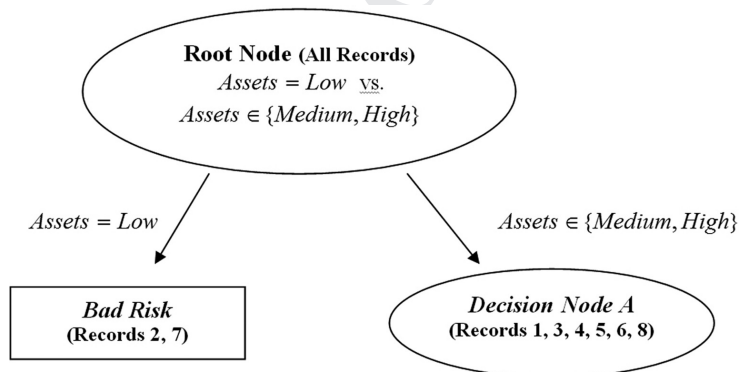 Root Node (All Records)
Assets = Low vs.
Assets ∈ {Medium, High}
Assets = Low
Assets ∈ {Medium, High}
Bad Risk
(Records 2, 7)
Decision Node A
(Records 1, 3, 4, 5, 6, 8)